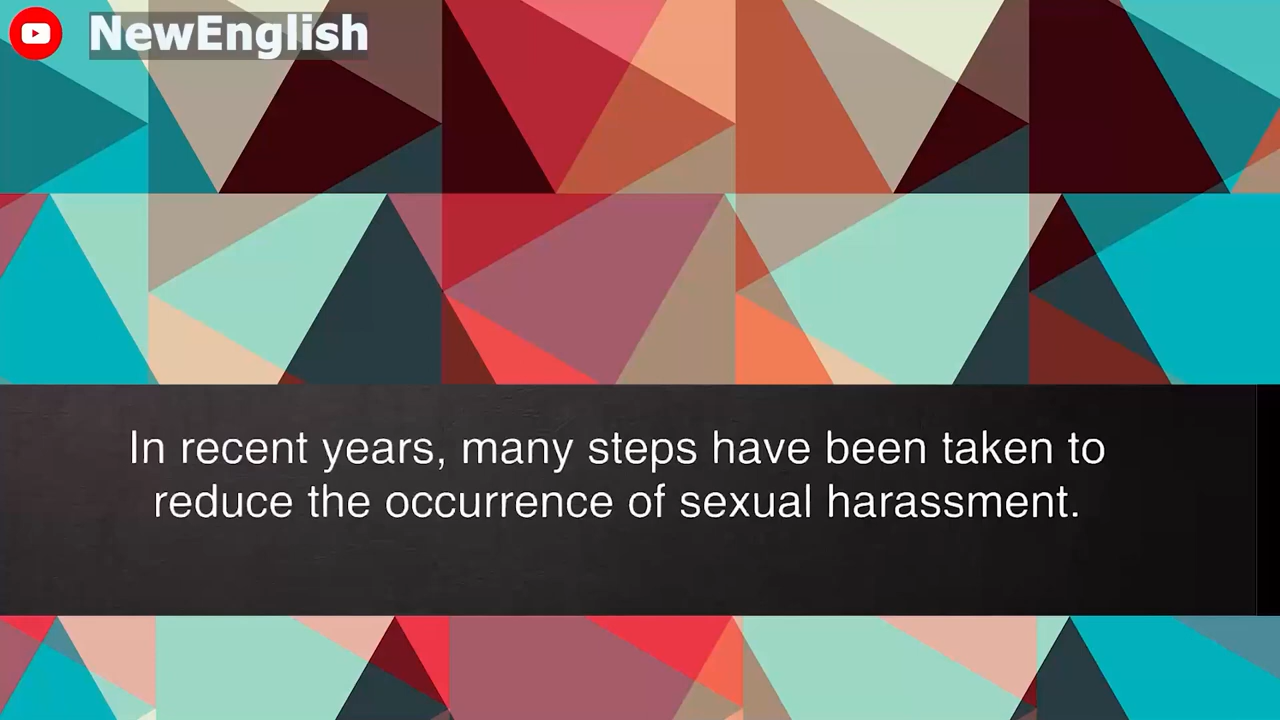 NewEnglish
In recent years, many steps have been taken to
reduce the occurrence of sexual harassment.